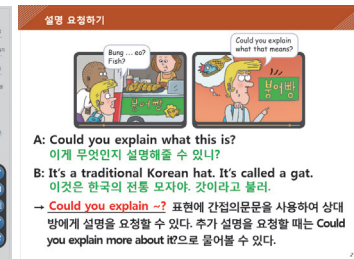 설명 요청하기
Bung ... eo?
Fish?
Could you explain
what that means?
붕어빵
붕어빵
A: Could you explain what this is?
이게 무엇인지 설명해줄 수 있니?
B: It's a traditional Korean hat. It's called a gat.
이것은 한국의 전통 모자야. 갓이라고 불러.
→ Could you explain ~? 표현에 간접의문문을 사용하여 상대
방에게 설명을 요청할 수 있다. 추가 설명을 요청할 때는 Could
you explain more about it?으로 물어볼 수 있다.